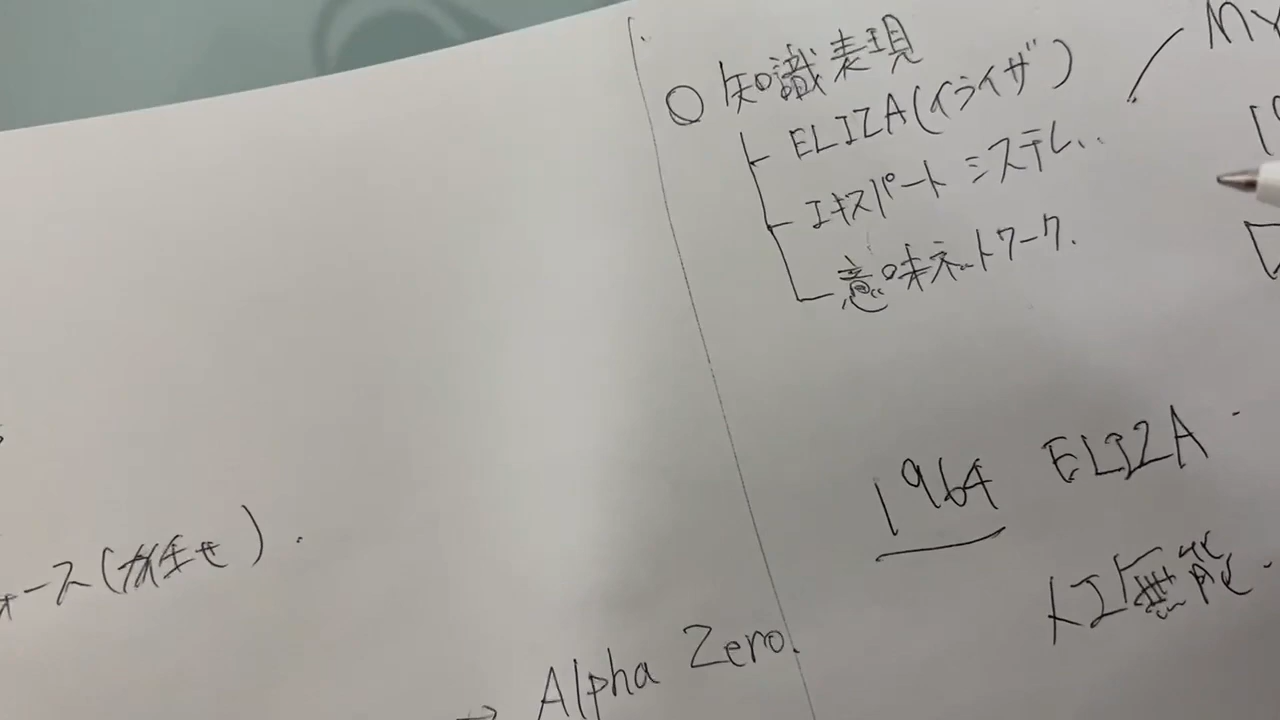 ース(力任せ).
→ Alpha Zero.
○ 知識表現
ELIZA(イライザ)
エキスパートシステム..
意味ネットワーク.
MY
1964 ELIZA.
人工無能.